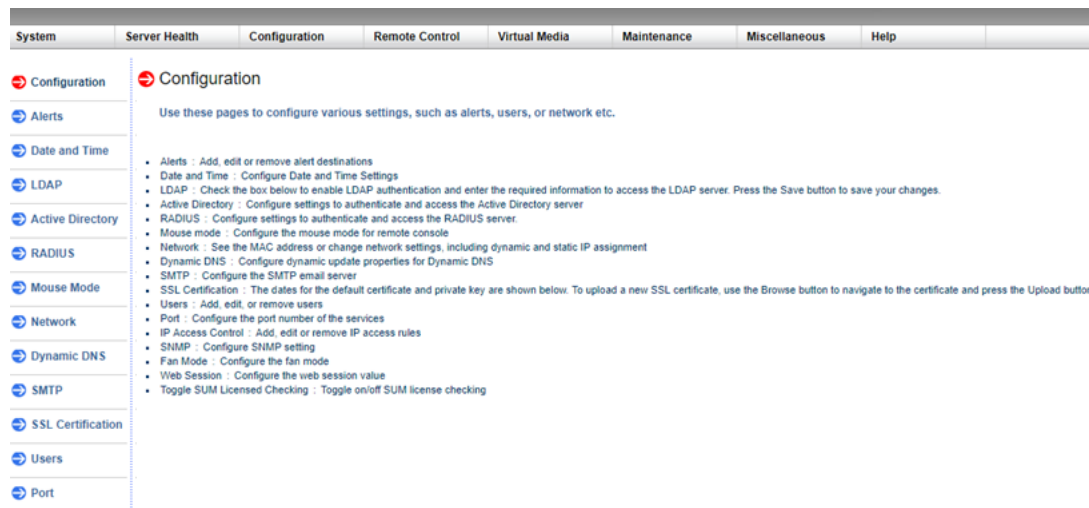 System Server Health Configuration Remote Control Virtual Media Maintenance Miscellaneous Help
Configuration
Alerts
Date and Time
LDAP
Active Directory
RADIUS
Mouse Mode
Network
Dynamic DNS
SMTP
SSL Certification
Users
Port
Configuration
Use these pages to configure various settings, such as alerts, users, or network etc.
Alerts : Add, edit or remove alert destinations
Date and Time : Configure Date and Time Settings
LDAP : Check the box below to enable LDAP authentication and enter the required information to access the LDAP server. Press the Save button to save your changes.
Active Directory : Configure settings to authenticate and access the Active Directory server
RADIUS : Configure settings to authenticate and access the RADIUS server.
Mouse mode : Configure the mouse mode for remote console
Network : See the MAC address or change network settings, including dynamic and static IP assignment
Dynamic DNS : Configure dynamic update properties for Dynamic DNS
SMTP : Configure the SMTP email server
SSL Certification : The dates for the default certificate and private key are shown below. To upload a new SSL certificate, use the Browse button to navigate to the certificate and press the Upload button
Users : Add, edit, or remove users
Port : Configure the port number of the services
IP Access Control : Add, edit or remove IP access rules
SNMP : Configure SNMP setting
Fan Mode : Configure the fan mode
Web Session : Configure the web session value
Toggle SUM Licensed Checking : Toggle on/off SUM license checking